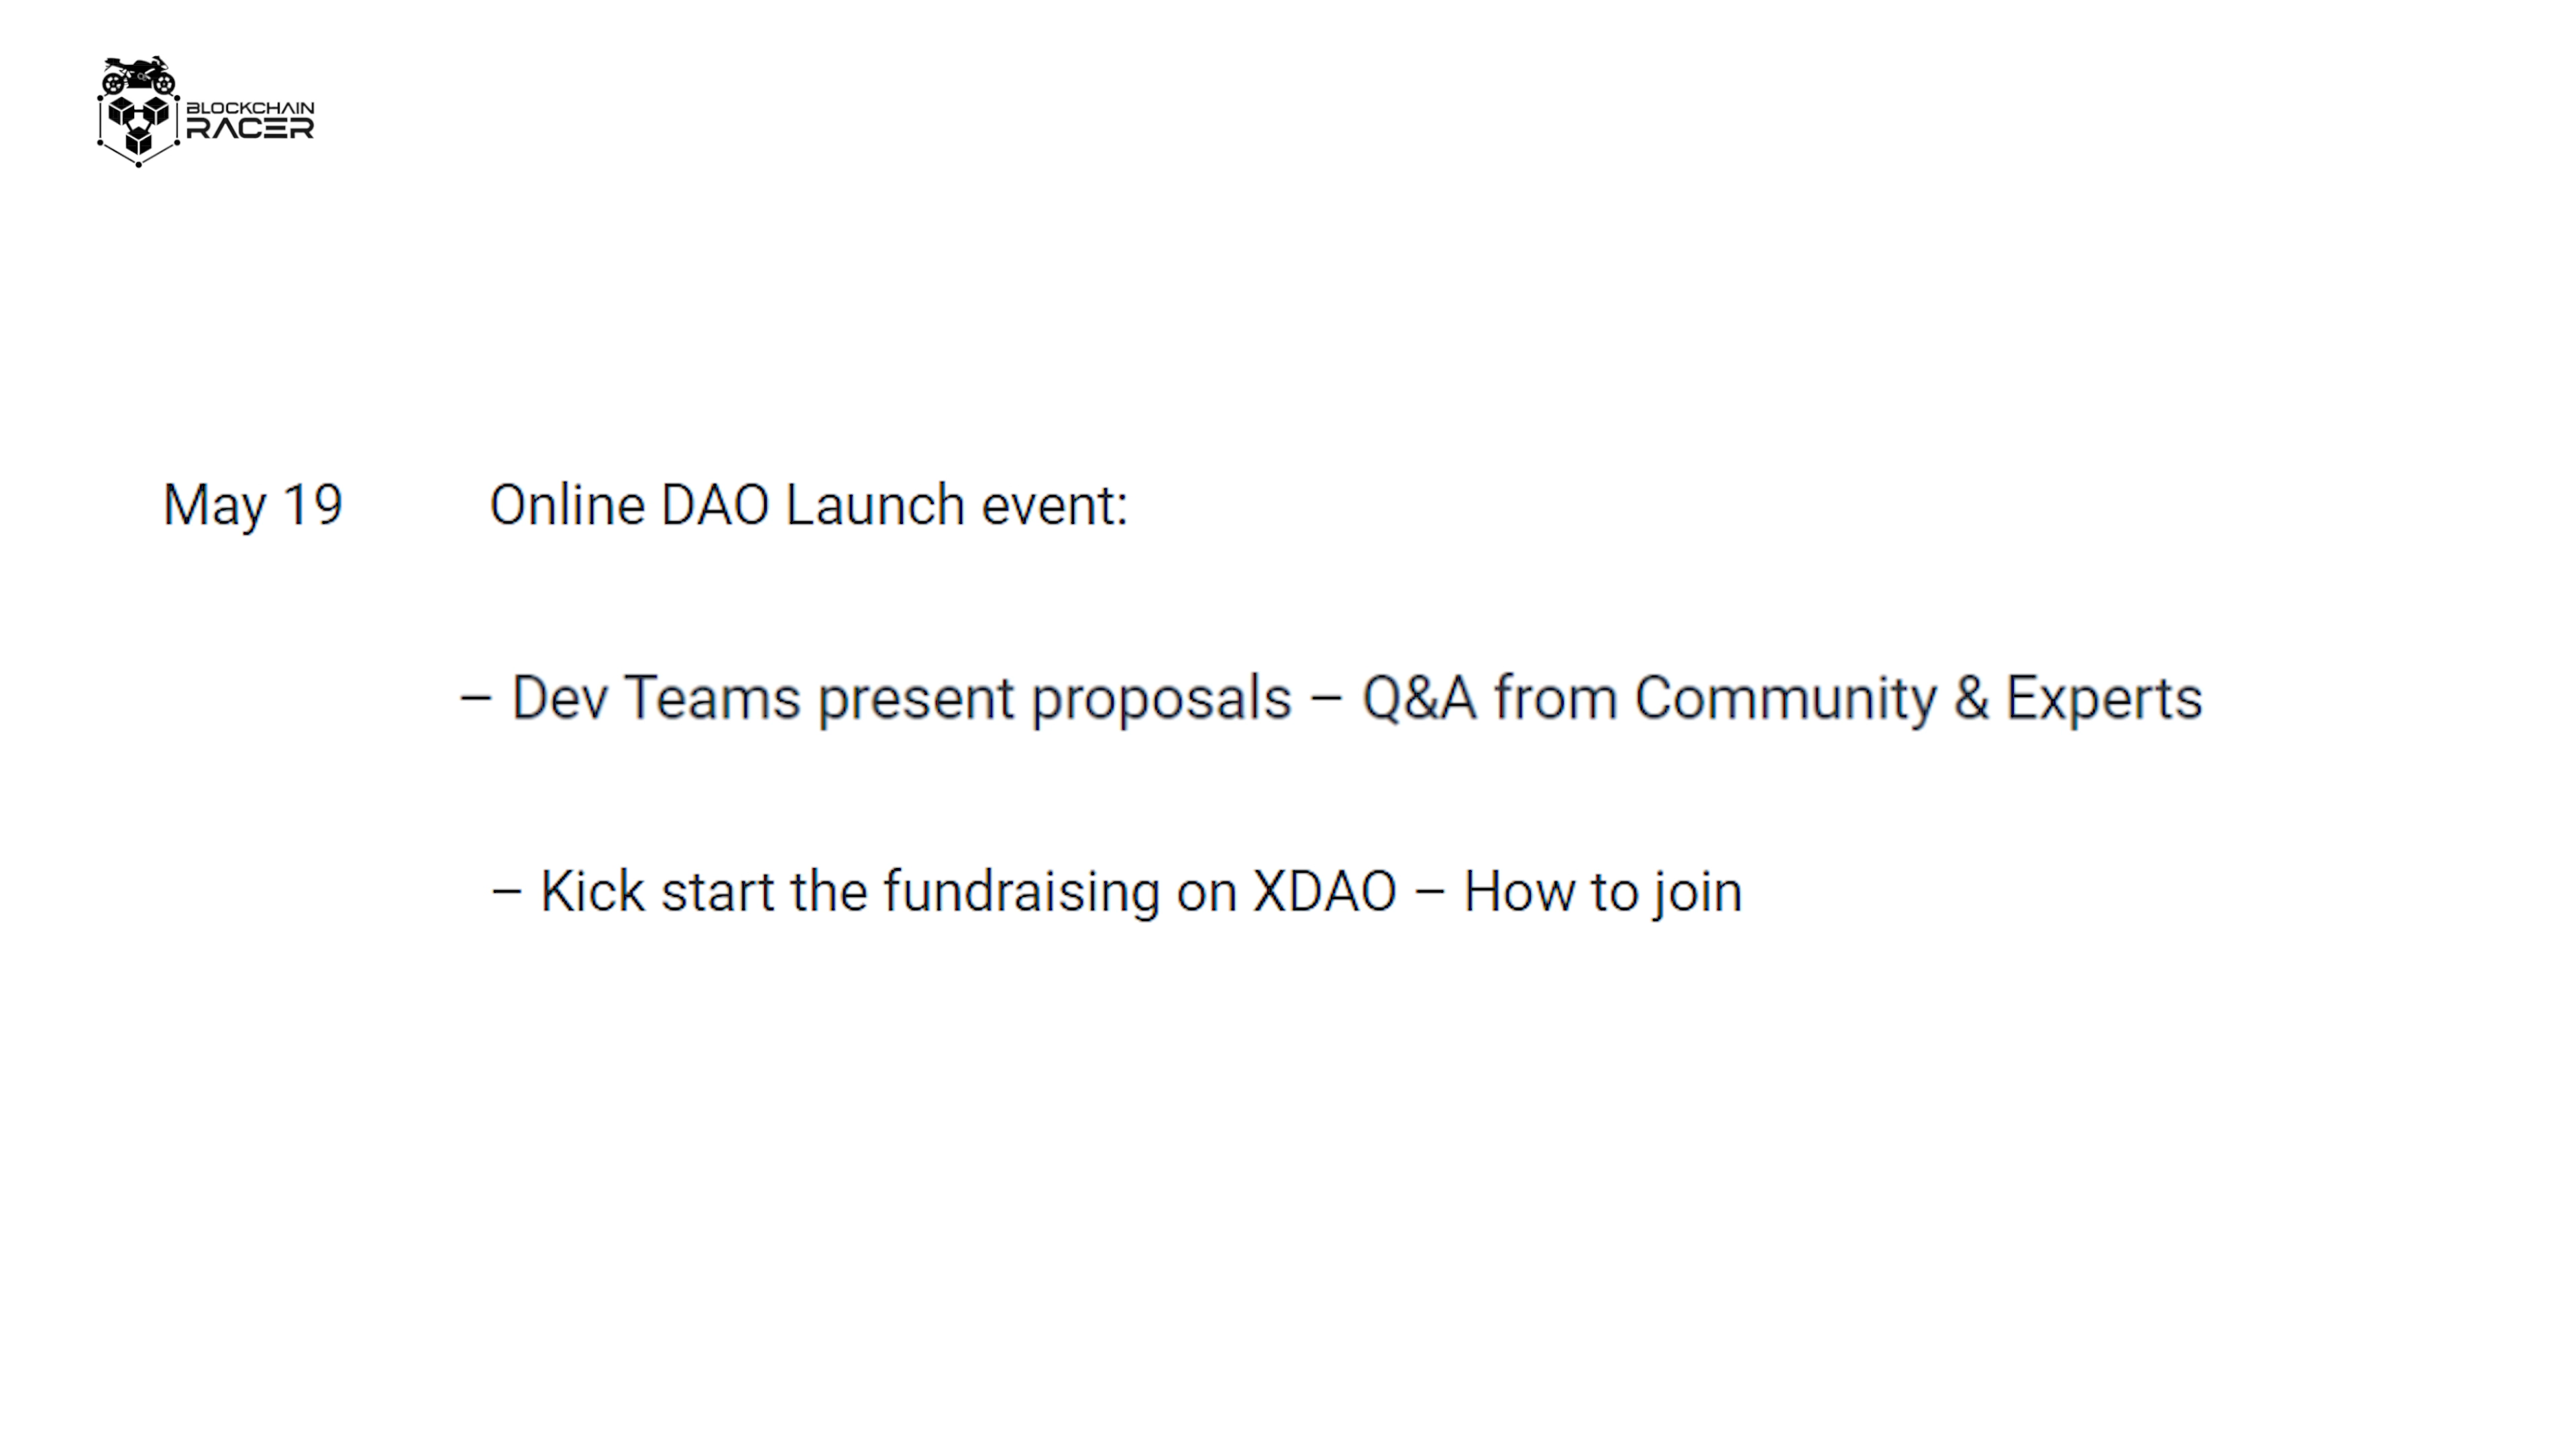 BLOCKCHAIN
RACER
May 19 Online DAO Launch event:
– Dev Teams present proposals – Q&A from Community & Experts
– Kick start the fundraising on XDAO – How to join